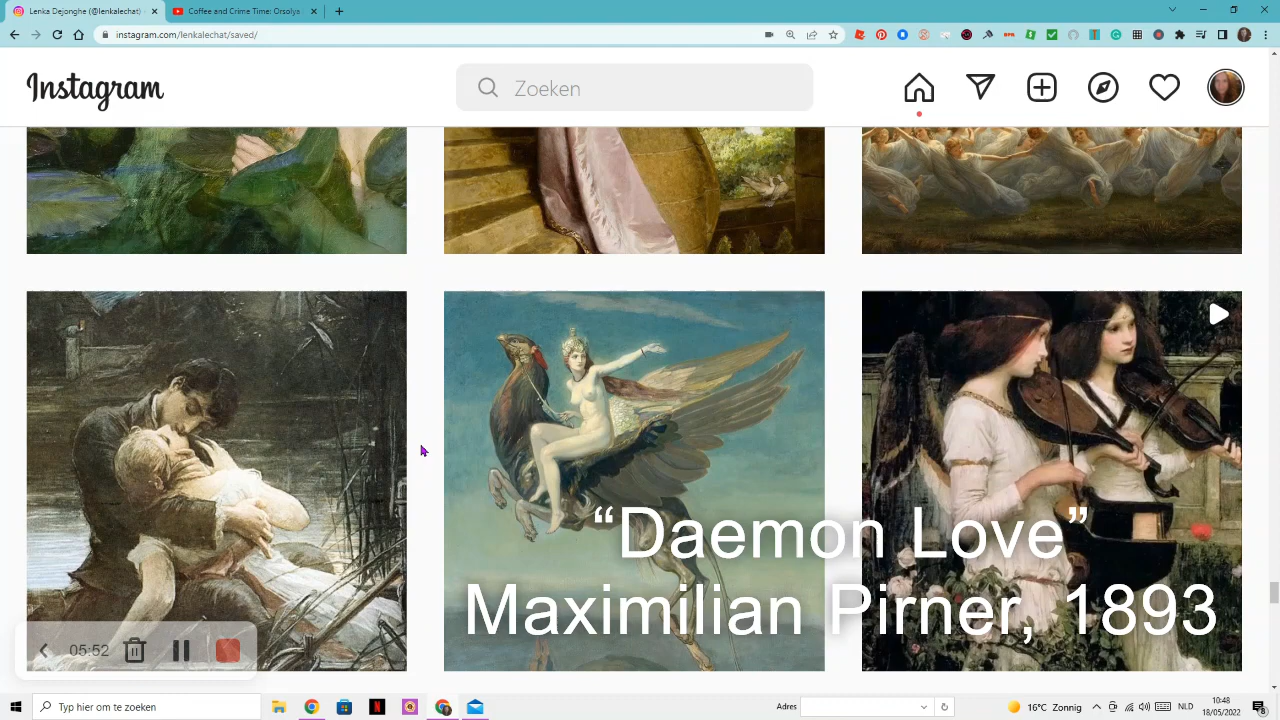 Lenka Dejonghe (@lenkalechat)
Coffee and Crime Time: Orsolya
instagram.com/lenkalechat/saved/
Instagram
Zoeken
“Daemon Love”
Maximilian Pirner, 1893
05:52
Typ hier om te zoeken
Adres
16°C Zonnig
NLD
10:48
18/05/2022